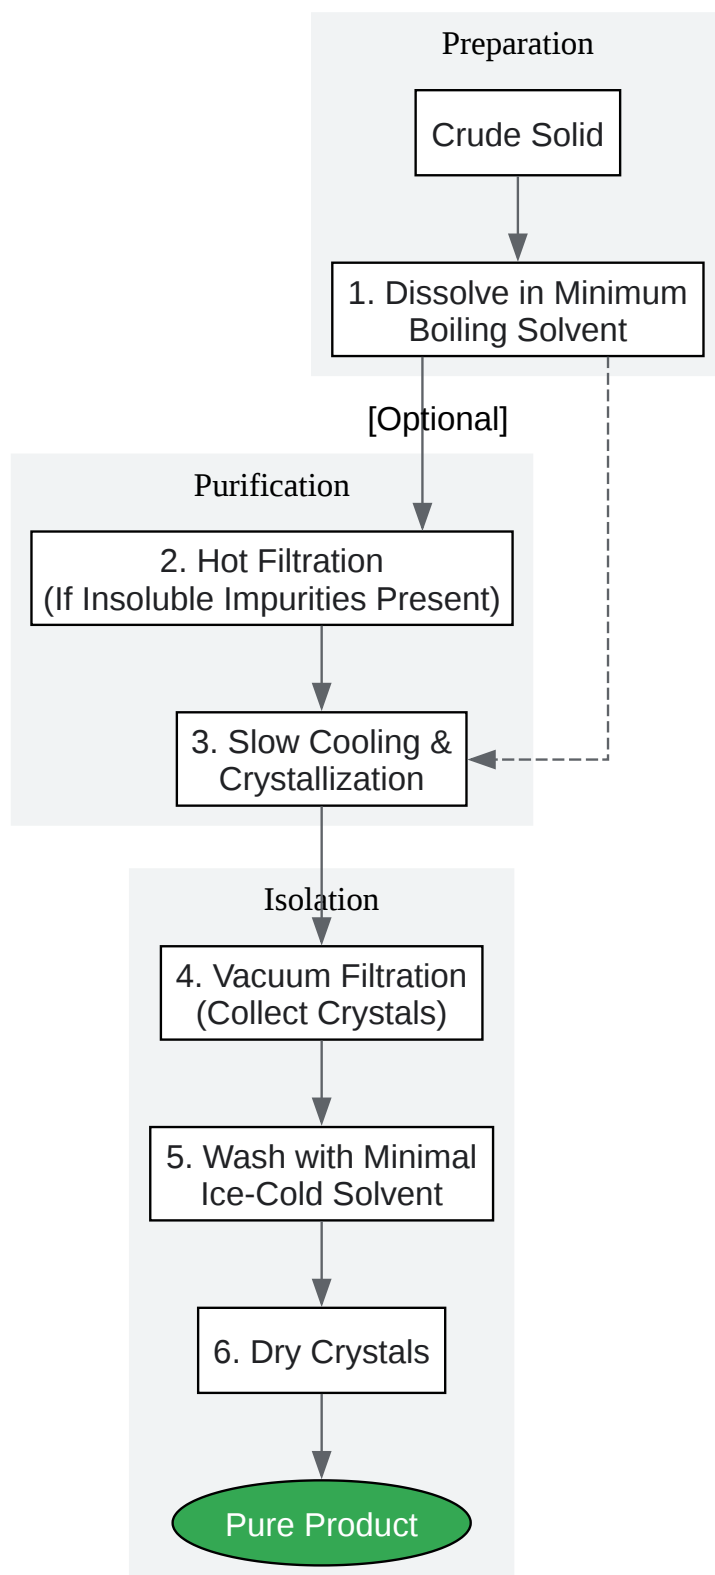 Preparation
Crude Solid
1. Dissolve in Minimum
Boiling Solvent
[Optional]
Purification
2. Hot Filtration
(If Insoluble Impurities Present)
3. Slow Cooling &
Crystallization
Isolation
4. Vacuum Filtration
(Collect Crystals)
5. Wash with Minimal
Ice-Cold Solvent
6. Dry Crystals
Pure Product